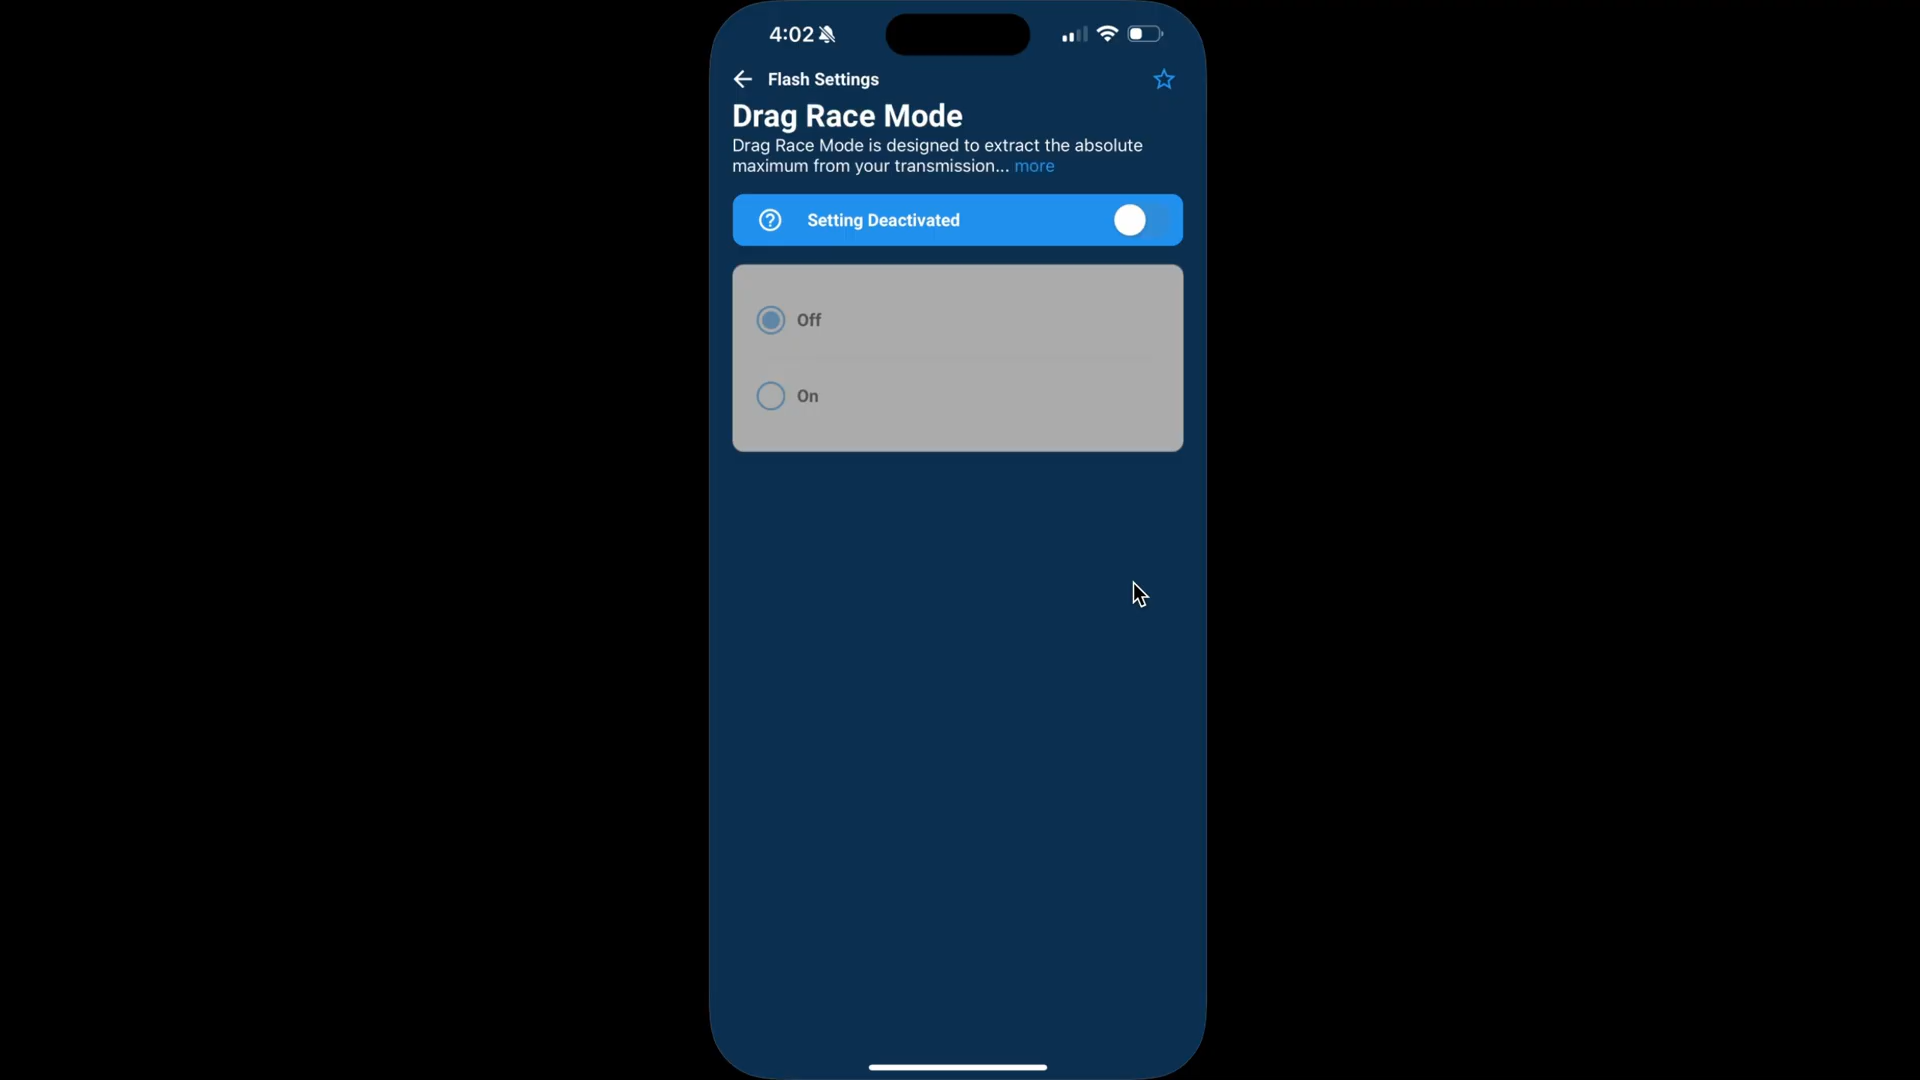 4:02
Flash Settings
Drag Race Mode
Drag Race Mode is designed to extract the absolute
maximum from your transmission... more
Setting Deactivated
Off
On